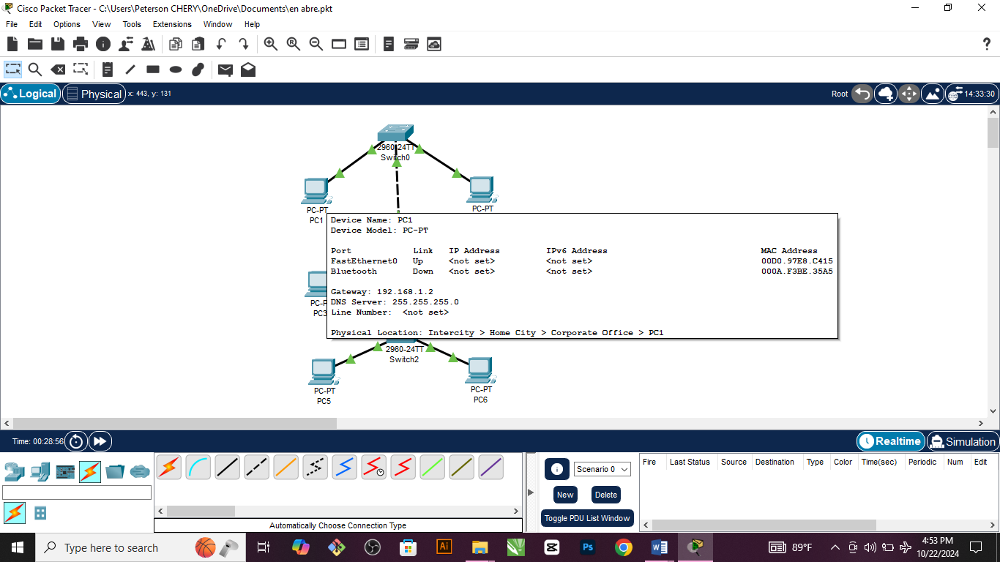 Cisco Packet Tracer - C:\Users\Peterson CHERY\OneDrive\Documents\en abre.pkt
File Edit Options View Tools Extensions Window Help
Logical Physical x: 443, y: 131 Root 14:33:30
2960-24TT
Switch0
PC-PT
PC1
PC-PT
Device Name: PC1
Device Model: PC-PT
Port Link IP Address IPv6 Address MAC Address
FastEthernet0 Up <not set> <not set> 00D0.97E8.C415
Bluetooth Down <not set> <not set> 000A.F3BE.35A5
Gateway: 192.168.1.2
DNS Server: 255.255.255.0
Line Number: <not set>
Physical Location: Intercity > Home City > Corporate Office > PC1
PC-P
PC3
2960-24TT
Switch2
PC-PT
PC5
PC-PT
PC6
Time: 00:28:56 Realtime Simulation
Scenario 0
New Delete
Toggle PDU List Window
Fire Last Status Source Destination Type Color Time(sec) Periodic Num Edit
Automatically Choose Connection Type
Type here to search
Ai
Ps
89°F
4:53 PM
10/22/2024